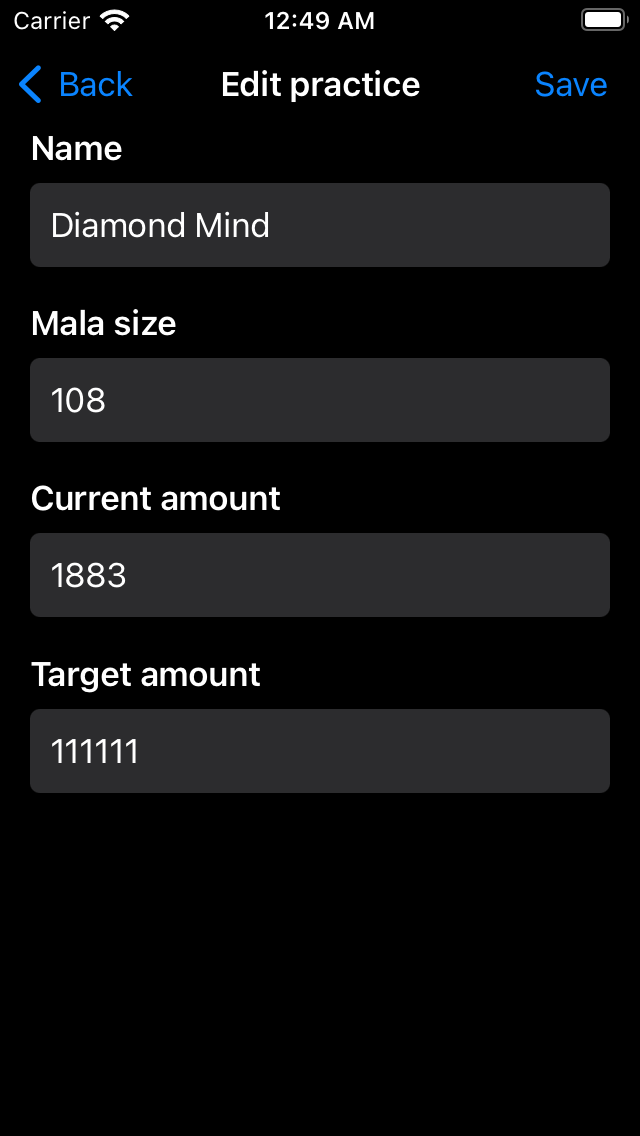 Carrier 12:49 AM
Back Edit practice Save
Name
Diamond Mind
Mala size
108
Current amount
1883
Target amount
111111